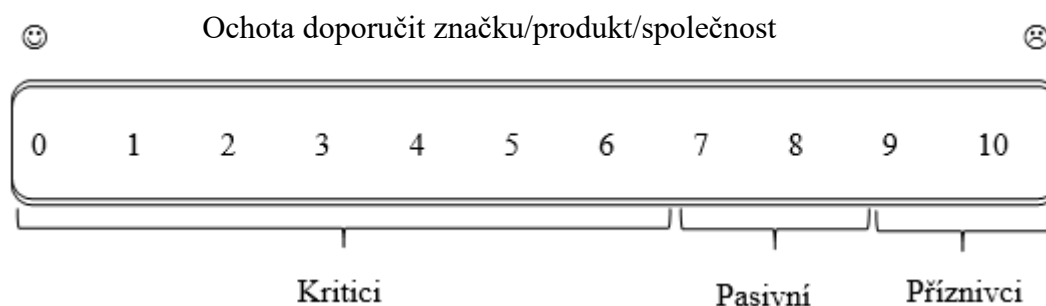 Ochota doporučit značku/produkt/společnost
0 1 2 3 4 5 6 7 8 9 10
Kritici Pasivní Příznivci